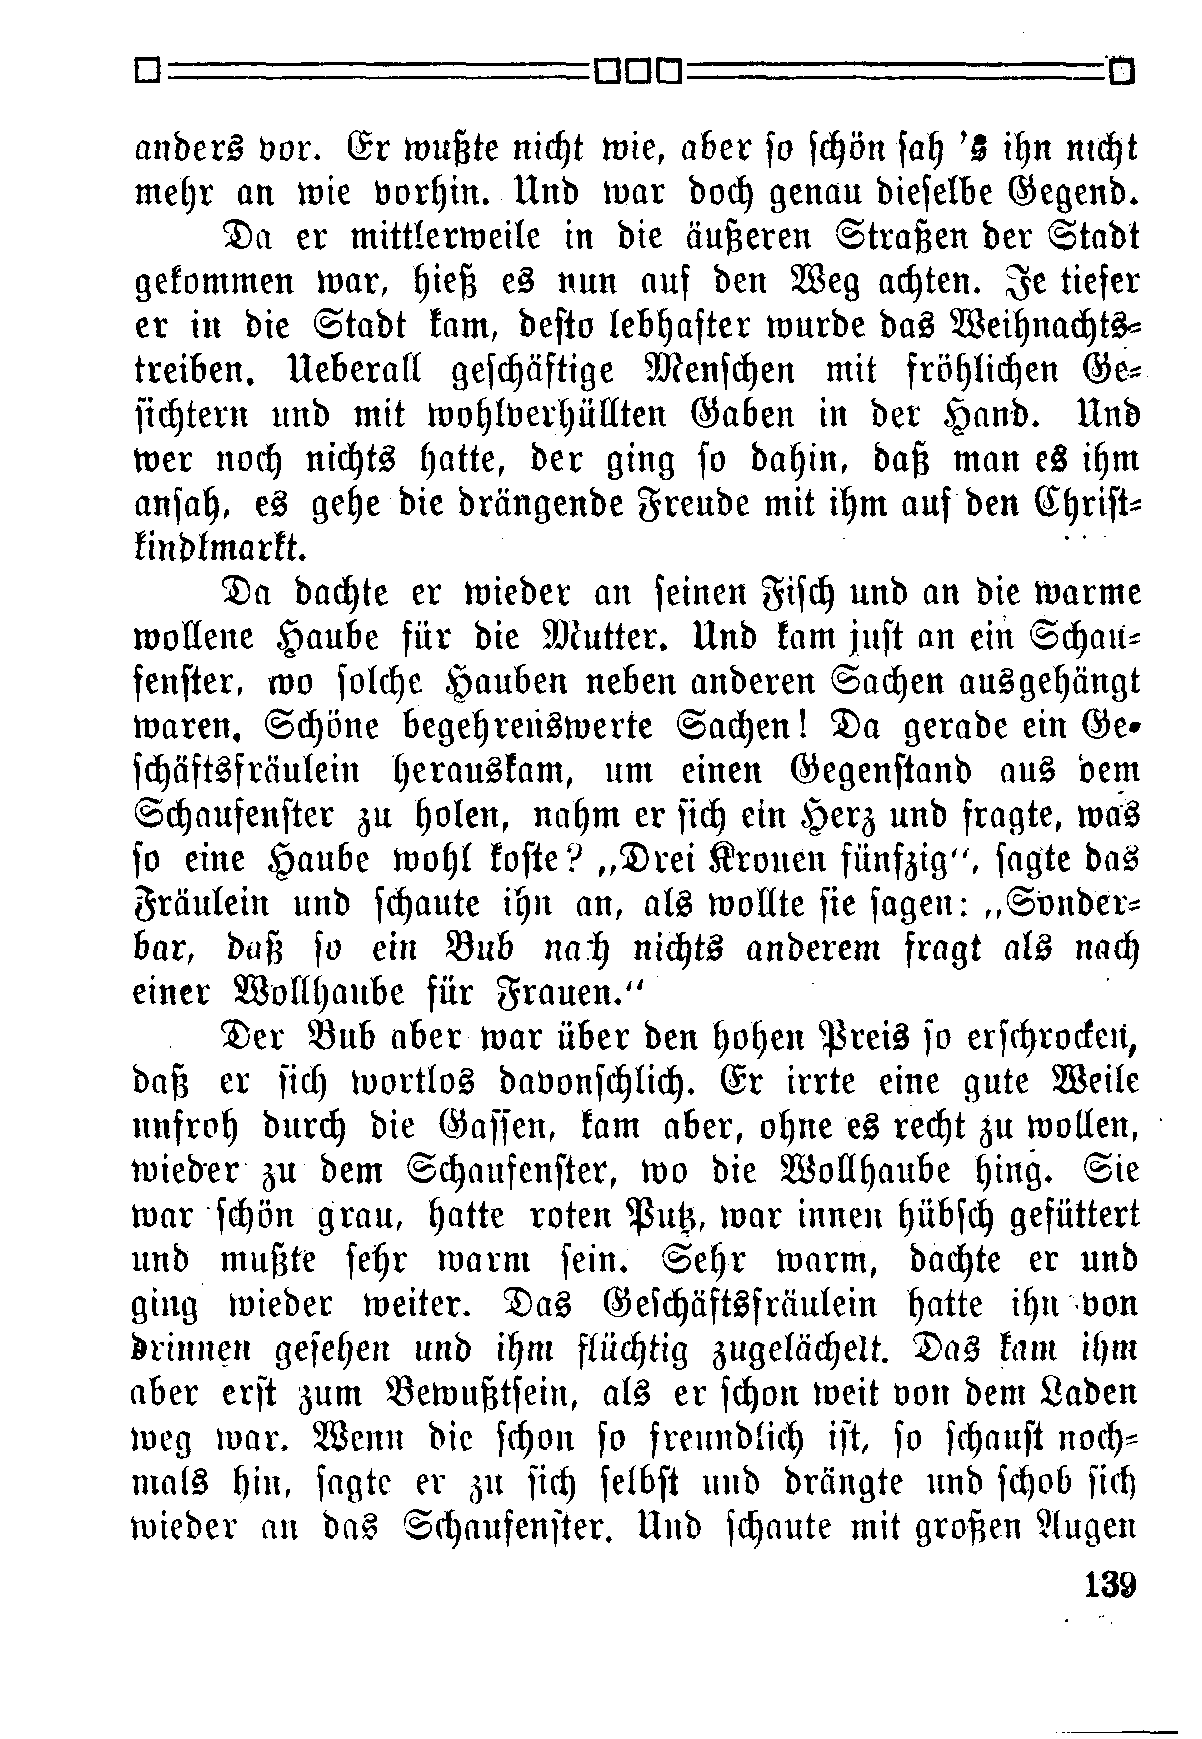 anders vor. Er wußte nicht wie, aber so schön sah 's ihn nicht
mehr an wie vorhin. Und war doch genau dieselbe Gegend.
Da er mittlerweile in die äußeren Straßen der Stadt
gekommen war, hieß es nun auf den Weg achten. Je tiefer
er in die Stadt kam, desto lebhafter wurde das Weihnachts-
treiben. Ueberall geschäftige Menschen mit fröhlichen Ge-
sichtern und mit wohlverhüllten Gaben in der Hand. Und
wer noch nichts hatte, der ging so dahin, daß man es ihm
ansah, es gehe die drängende Freude mit ihm auf den Christ-
kindlmarkt.
Da dachte er wieder an seinen Fisch und an die warme
wollene Haube für die Mutter. Und kam just an ein Schau-
fenster, wo solche Hauben neben anderen Sachen ausgehängt
waren. Schöne begehrenswerte Sachen! Da gerade ein Ge-
schäftsfräulein herauskam, um einen Gegenstand aus dem
Schaufenster zu holen, nahm er sich ein Herz und fragte, was
so eine Haube wohl koste? „Drei Kronen fünfzig“, sagte das
Fräulein und schaute ihn an, als wollte sie sagen: „Sonder-
bar, daß so ein Bub nach nichts anderem fragt als nach
einer Wollhaube für Frauen.“
Der Bub aber war über den hohen Preis so erschrocken,
daß er sich wortlos davonschlich. Er irrte eine gute Weile
unfroh durch die Gassen, kam aber, ohne es recht zu wollen,
wieder zu dem Schaufenster, wo die Wollhaube hing. Sie
war schön grau, hatte roten Putz, war innen hübsch gefüttert
und mußte sehr warm sein. Sehr warm, dachte er und
ging wieder weiter. Das Geschäftsfräulein hatte ihn von
drinnen gesehen und ihm flüchtig zugelächelt. Das kam ihm
aber erst zum Bewußtsein, als er schon weit von dem Laden
weg war. Wenn die schon so freundlich ist, so schaust noch-
mals hin, sagte er zu sich selbst und drängte und schob sich
wieder an das Schaufenster. Und schaute mit großen Augen
139